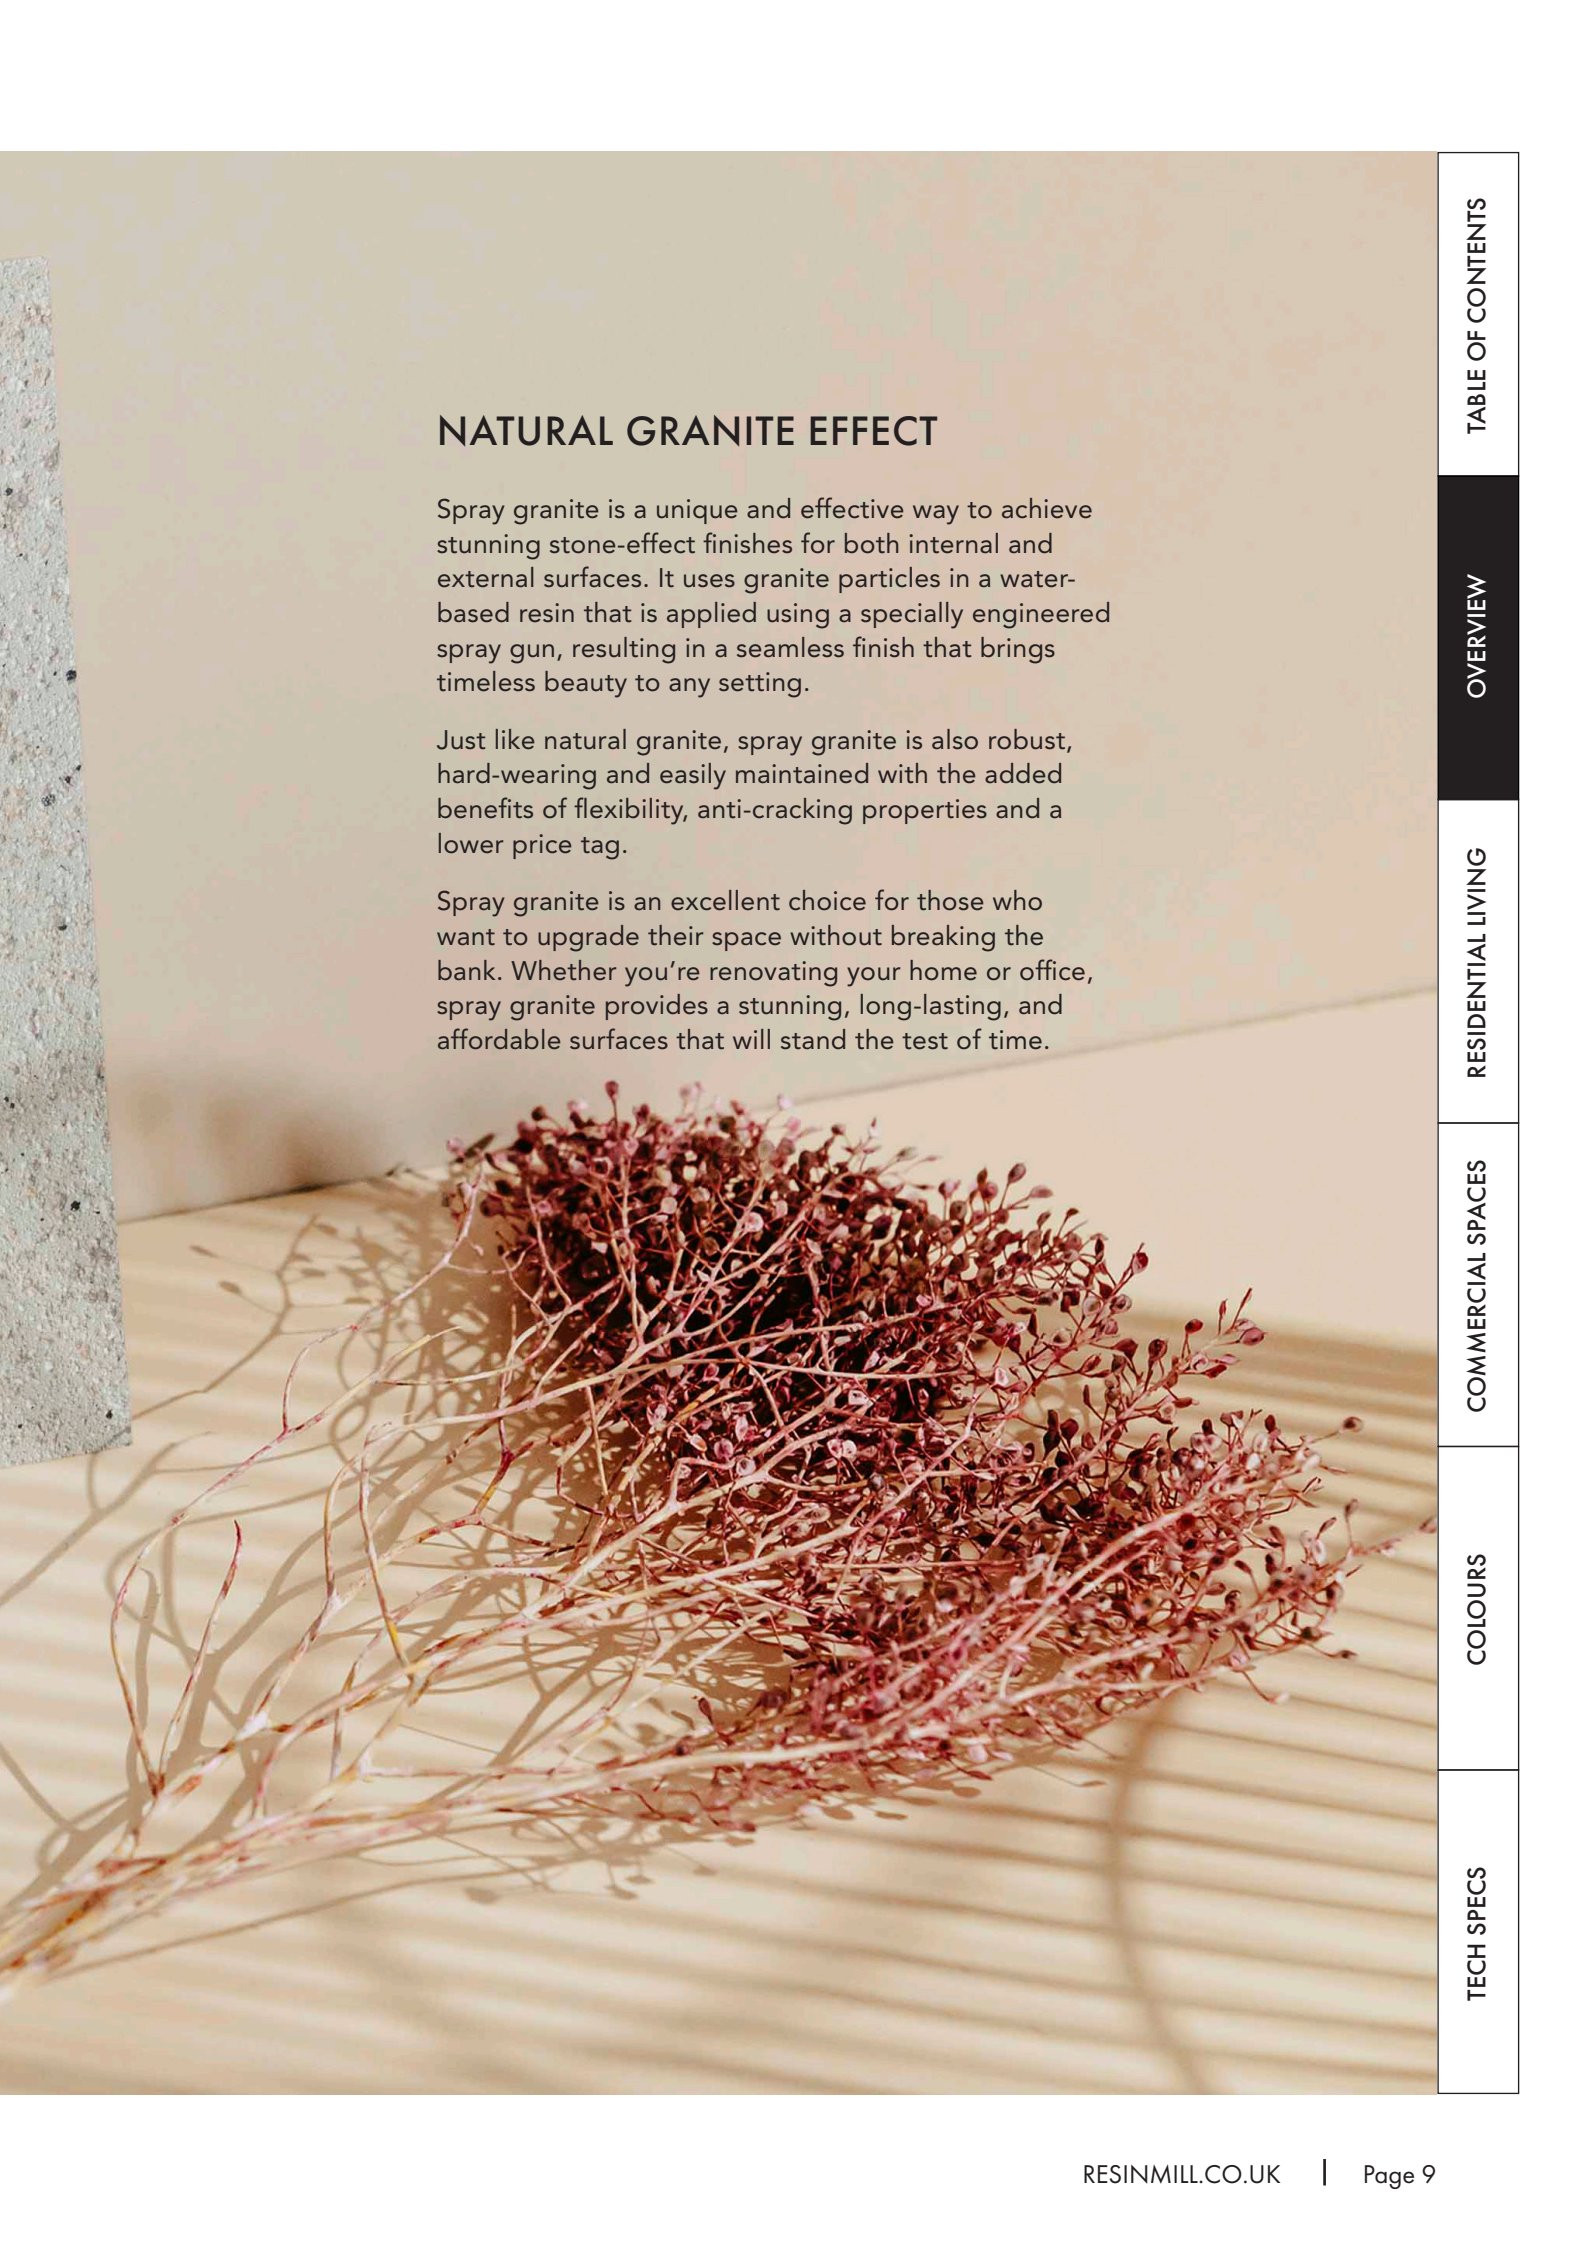 NATURAL GRANITE EFFECT
Spray granite is a unique and effective way to achieve
stunning stone-effect finishes for both internal and
external surfaces. It uses granite particles in a water-
based resin that is applied using a specially engineered
spray gun, resulting in a seamless finish that brings
timeless beauty to any setting.
Just like natural granite, spray granite is also robust,
hard-wearing and easily maintained with the added
benefits of flexibility, anti-cracking properties and a
lower price tag.
Spray granite is an excellent choice for those who
want to upgrade their space without breaking the
bank. Whether you’re renovating your home or office,
spray granite provides a stunning, long-lasting, and
affordable surfaces that will stand the test of time.
TABLE OF CONTENTS
OVERVIEW
RESIDENTIAL LIVING
COMMERCIAL SPACES
COLOURS
TECH SPECS
RESINMILL.CO.UK | Page 9